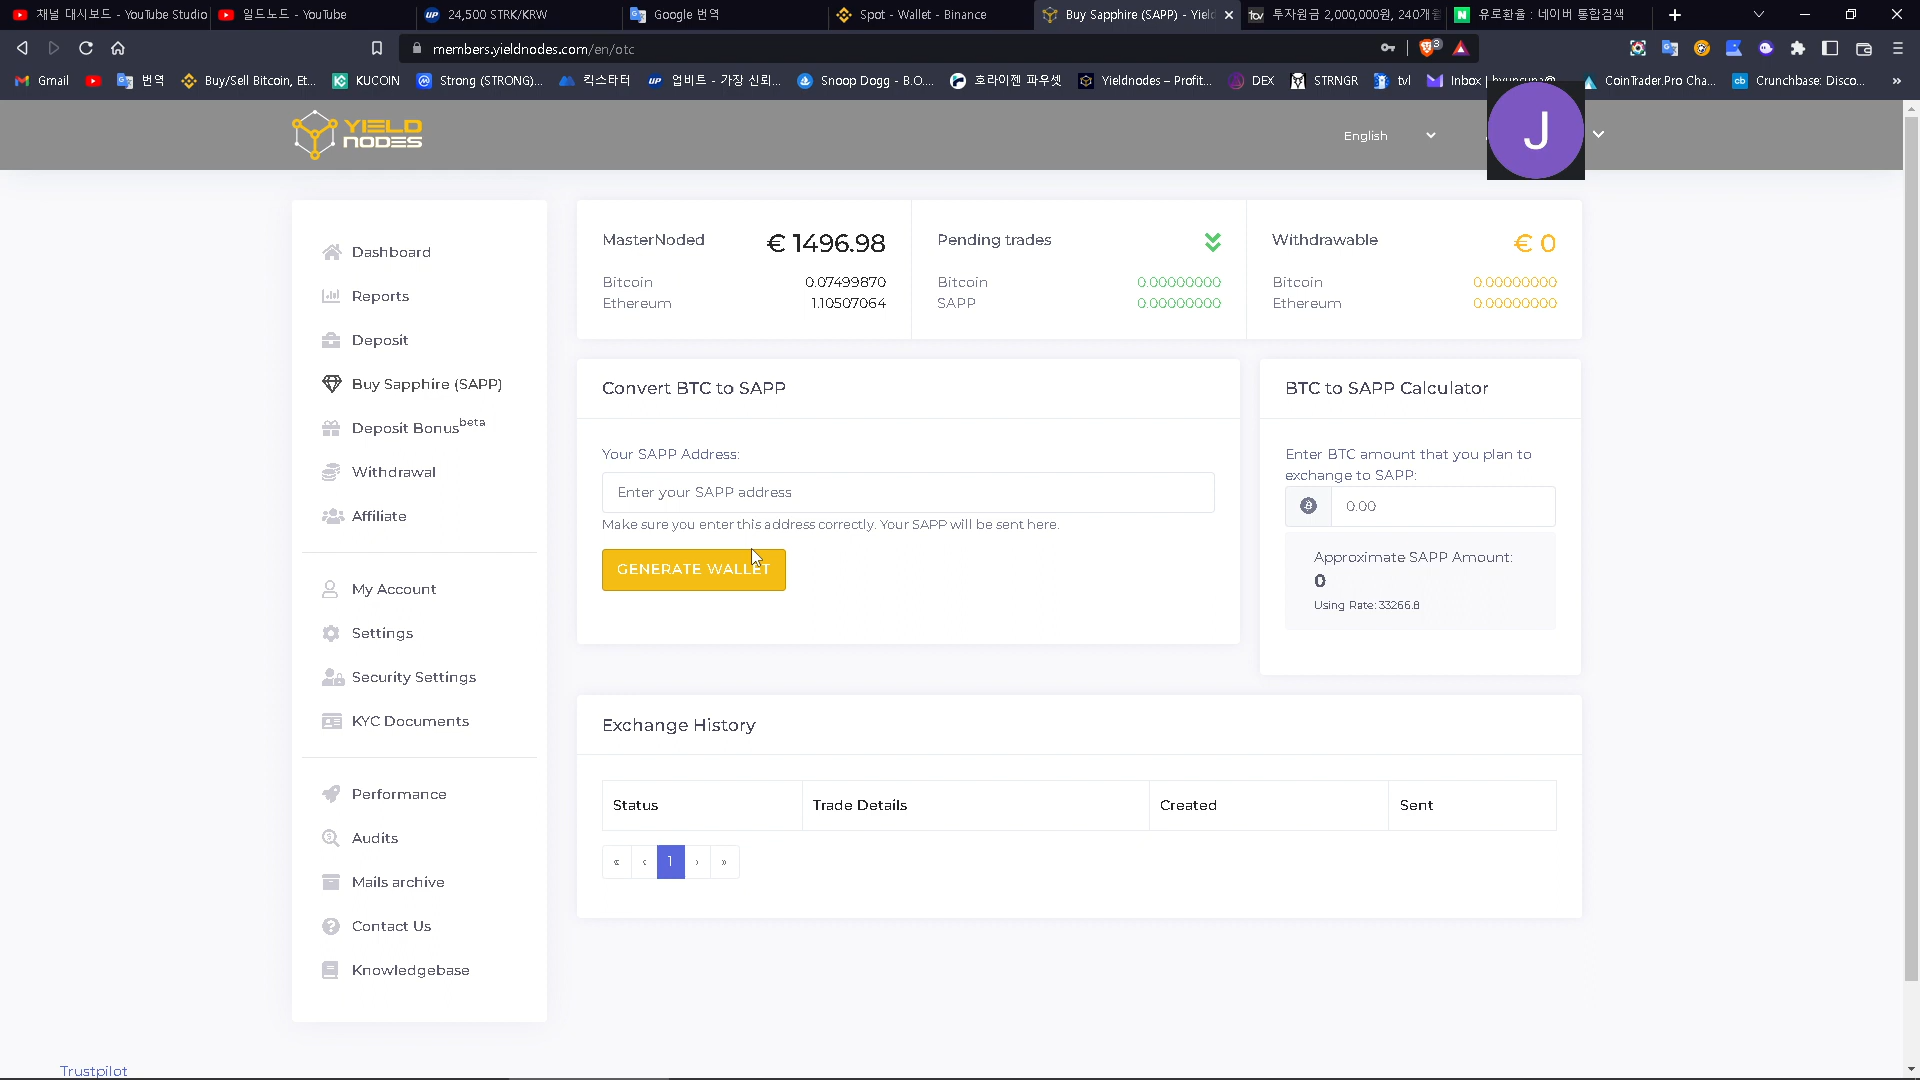 채널 대시보드 - YouTube Studio
일드노드 - YouTube
24,500 STRK/KRW
Google 번역
Spot - Wallet - Binance
Buy Sapphire (SAPP) - Yield
투자원금 2,000,000원, 240개월
유로환율 : 네이버 통합검색
members.yieldnodes.com/en/otc
3
Gmail
번역
Buy/Sell Bitcoin, Et...
KUCOIN
Strong (STRONG)...
킥스타터
업비트 - 가장 신뢰...
Snoop Dogg - B.O....
호라이젠 파우셋
Yieldnodes – Profit...
DEX
STRNGR
tvl
Inbox |
CoinTrader.Pro Cha...
Crunchbase: Disco...
»
YIELD
NODES
English
J
Dashboard
Reports
Deposit
Buy Sapphire (SAPP)
Deposit Bonus beta
Withdrawal
Affiliate
My Account
Settings
Security Settings
KYC Documents
Performance
Audits
Mails archive
Contact Us
Knowledgebase
MasterNoded € 1496.98
Bitcoin 0.07499870
Ethereum 1.10507064
Pending trades
Bitcoin 0.00000000
SAPP 0.00000000
Withdrawable € 0
Bitcoin 0.00000000
Ethereum 0.00000000
Convert BTC to SAPP
Your SAPP Address:
Enter your SAPP address
Make sure you enter this address correctly. Your SAPP will be sent here.
GENERATE WALLET
BTC to SAPP Calculator
Enter BTC amount that you plan to
exchange to SAPP:
0.00
Approximate SAPP Amount:
0
Using Rate: 33266.8
Exchange History
Status Trade Details Created Sent
« ‹ 1 › »
Trustpilot